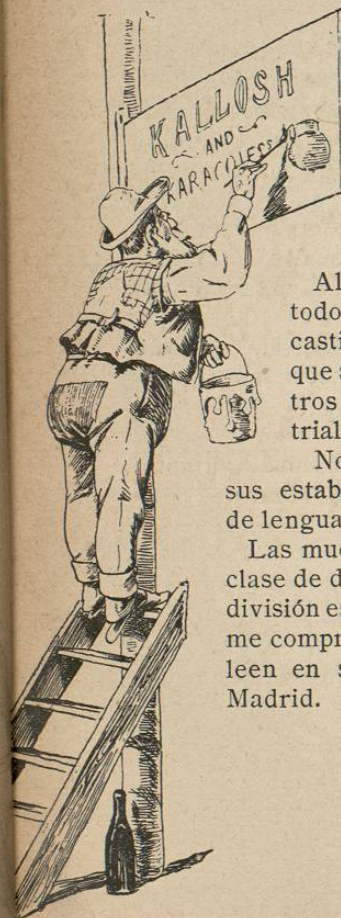 KALLOSH
AND
KARACOLESS
Al
todo
casti
que s
tros
trial
No
sus estab
de lengua
Las mue
clase de d
división es
me compr
leen en s
Madrid.